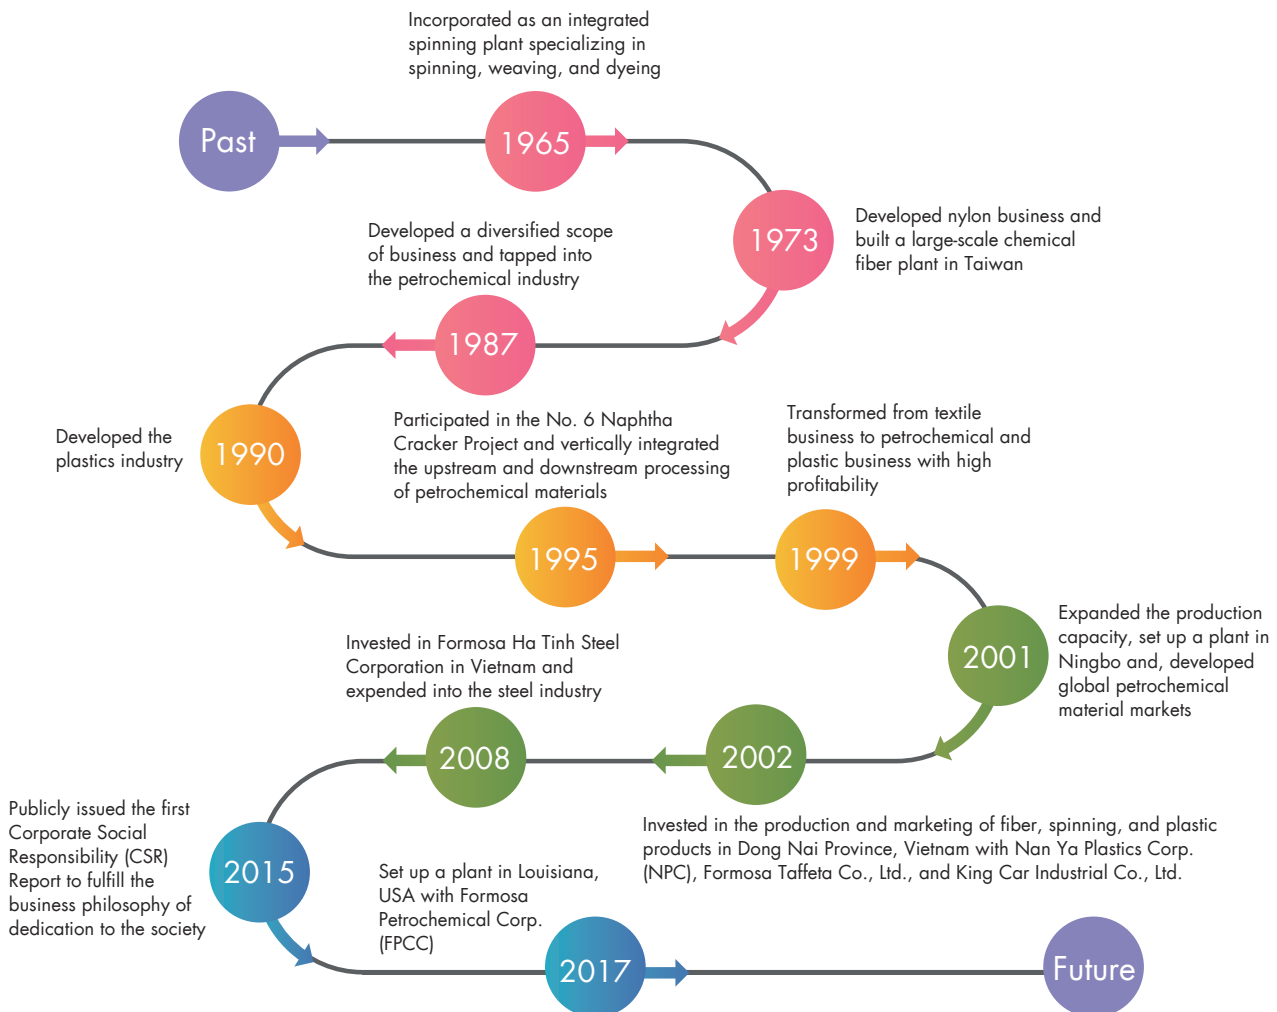 Past
Incorporated as an integrated
spinning plant specializing in
spinning, weaving, and dyeing
1965
1973
Developed nylon business and
built a large-scale chemical
fiber plant in Taiwan
Developed a diversified scope
of business and tapped into
the petrochemical industry
1987
Developed the
plastics industry
1990
Participated in the No. 6 Naphtha
Cracker Project and vertically integrated
the upstream and downstream processing
of petrochemical materials
1995
Transformed from textile
business to petrochemical and
plastic business with high
profitability
1999
2001
Expanded the production
capacity, set up a plant in
Ningbo and, developed
global petrochemical
material markets
2002
Invested in the production and marketing of fiber, spinning, and plastic
products in Dong Nai Province, Vietnam with Nan Ya Plastics Corp.
(NPC), Formosa Taffeta Co., Ltd., and King Car Industrial Co., Ltd.
Invested in Formosa Ha Tinh Steel
Corporation in Vietnam and
expended into the steel industry
2008
Publicly issued the first
Corporate Social
Responsibility (CSR)
Report to fulfill the
business philosophy of
dedication to the society
2015
Set up a plant in Louisiana,
USA with Formosa
Petrochemical Corp.
(FPCC)
2017
Future